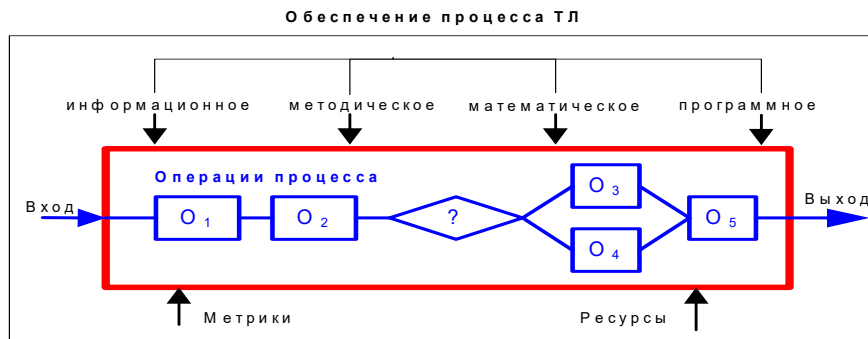 Обеспечение процесса ТЛ
информационное методическое математическое программное
Операции процесса
Вход O 1 O 2 ? O 3 O 4 O 5 Выход
Метрики Ресурсы